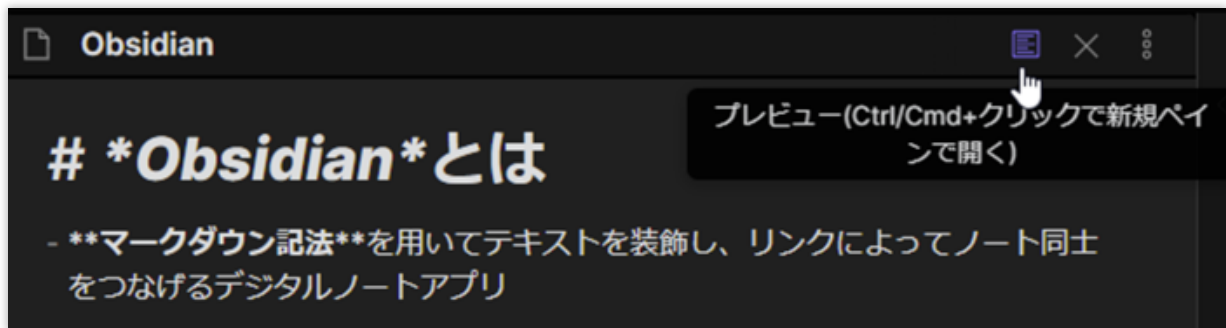 Obsidian
プレビュー(Ctrl/Cmd+クリックで新規ペイ
ンで開く)
# *Obsidian*とは
- **マークダウン記法**を用いてテキストを装飾し、リンクによってノート同士
をつなげるデジタルノートアプリ